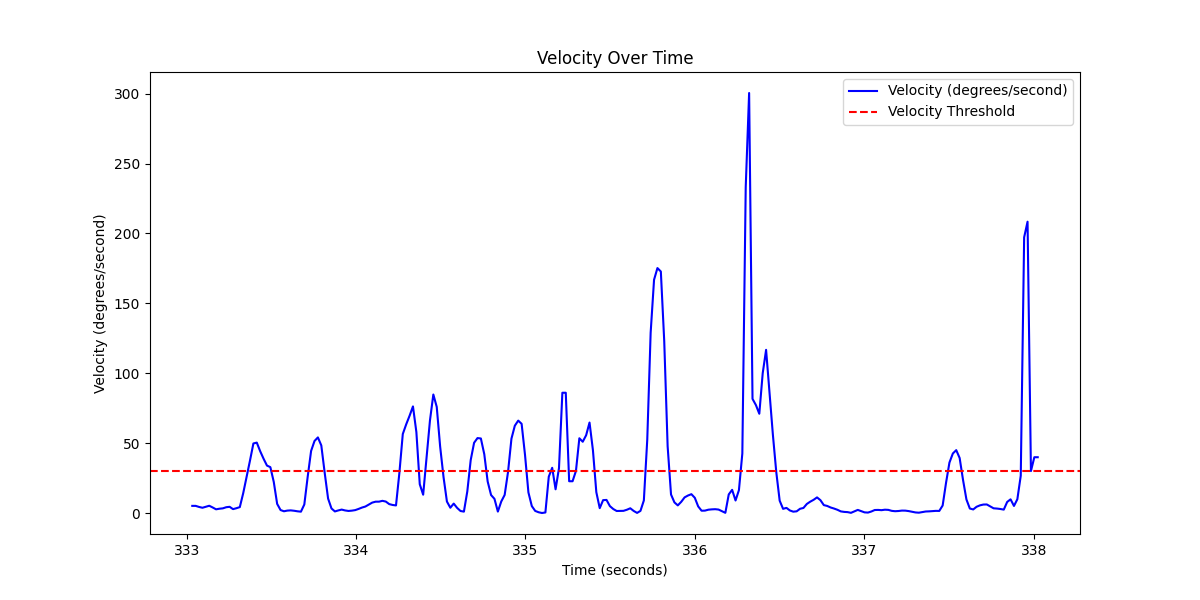 Velocity Over Time
Velocity (degrees/second)
Velocity Threshold
300
250
200
150
100
50
0
Velocity (degrees/second)
333
334
335
336
337
338
Time (seconds)